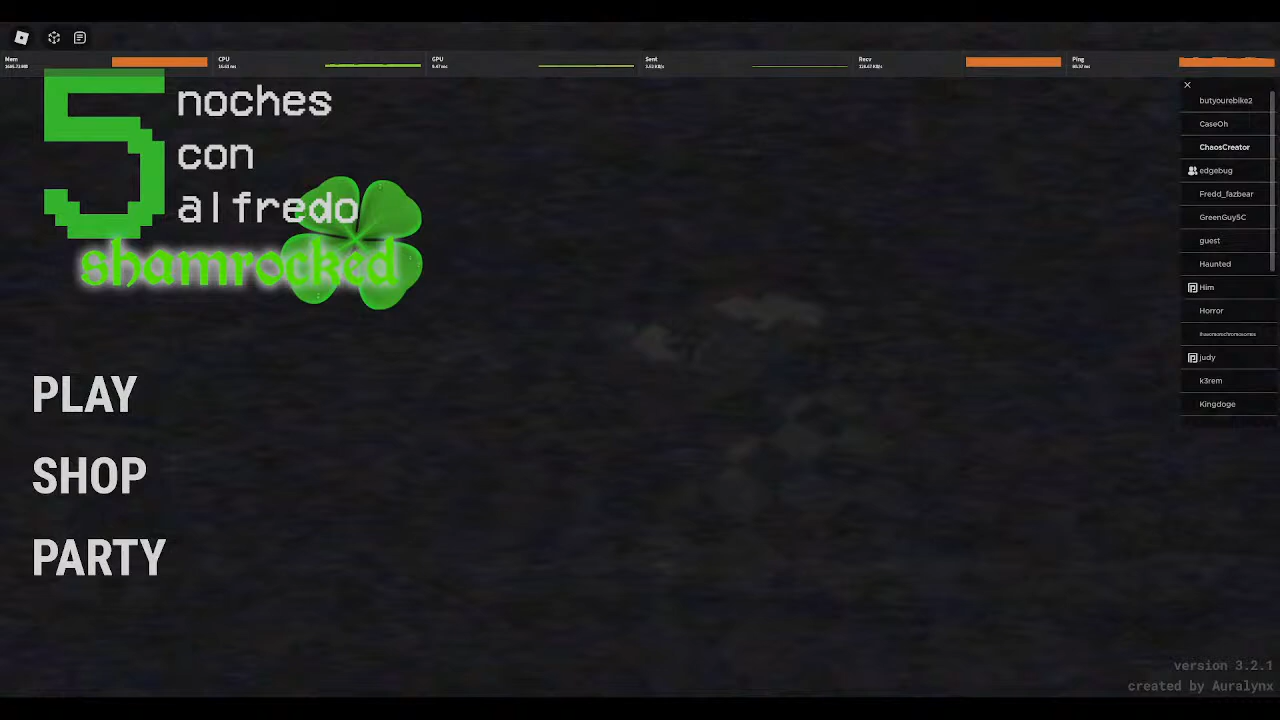 Mem
CPU
GPU
Sent
Recv
Ping
5
noches
con
alfredo
shamrocked
PLAY
SHOP
PARTY
butyourebike2
CaseOh
ChaosCreator
edgebug
Fredd_fazbear
GreenGuy5C
guest
Haunted
Him
Horror
judy
k3rem
Kingdoge
version 3.2.1
created by Auralynx